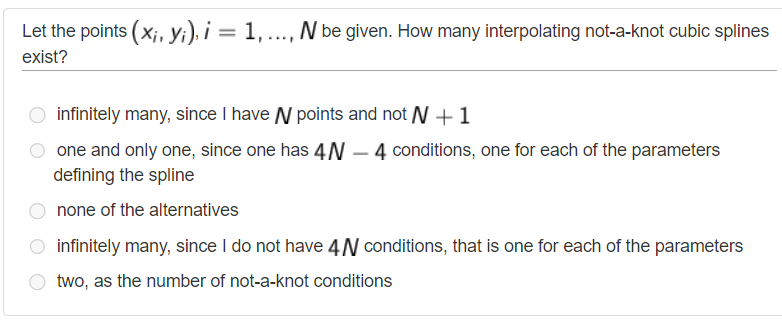 Let the points (xᵢ, yᵢ), i = 1, ..., N be given. How many interpolating not-a-knot cubic splines
exist?
infinitely many, since I have N points and not N + 1
one and only one, since one has 4N − 4 conditions, one for each of the parameters
defining the spline
none of the alternatives
infinitely many, since I do not have 4N conditions, that is one for each of the parameters
two, as the number of not-a-knot conditions